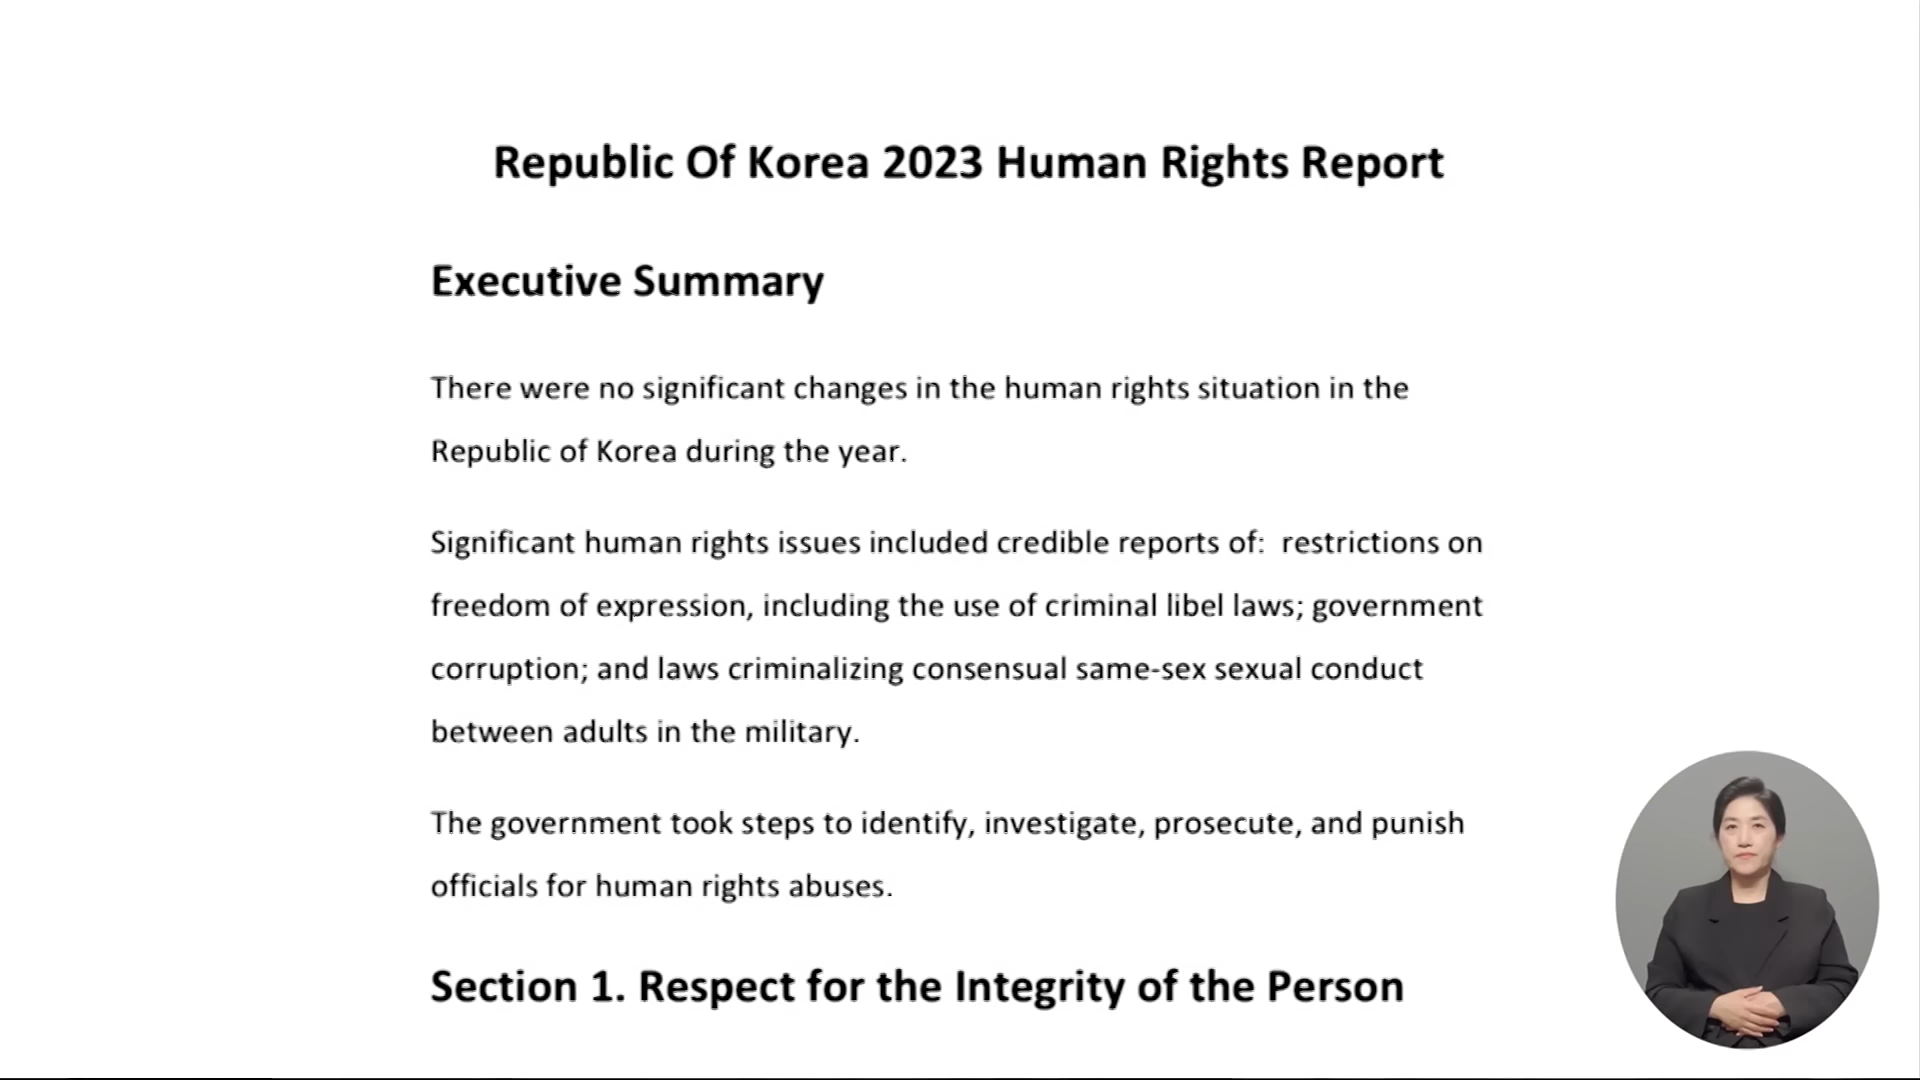 Republic Of Korea 2023 Human Rights Report
Executive Summary
There were no significant changes in the human rights situation in the
Republic of Korea during the year.
Significant human rights issues included credible reports of:  restrictions on
freedom of expression, including the use of criminal libel laws; government
corruption; and laws criminalizing consensual same-sex sexual conduct
between adults in the military.
The government took steps to identify, investigate, prosecute, and punish
officials for human rights abuses.
Section 1. Respect for the Integrity of the Person